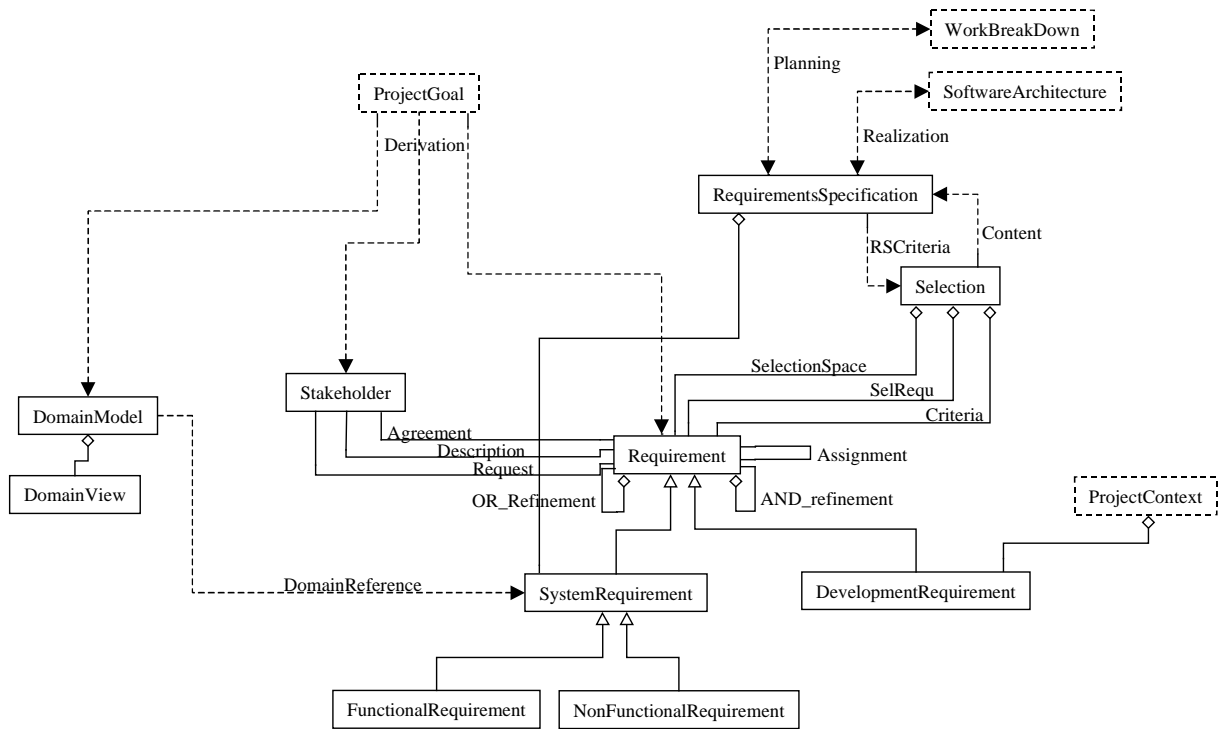 WorkBreakDown
Planning
ProjectGoal
SoftwareArchitecture
Derivation
Realization
RequirementsSpecification
RSCriteria
Content
Selection
SelectionSpace
Stakeholder
SelRequ
DomainModel
Criteria
Agreement
Description
Requirement
Assignment
Request
DomainView
OR_Refinement
AND_refinement
ProjectContext
DomainReference
SystemRequirement
DevelopmentRequirement
FunctionalRequirement
NonFunctionalRequirement